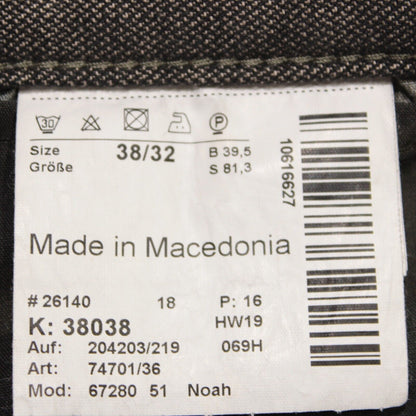 30 P
Size 38/32 B 39,5
Größe S 81,3
10616627
Made in Macedonia
# 26140 18 P: 16
K: 38038 HW19
Auf: 204203/219 069H
Art: 74701/36
Mod: 67280 51 Noah